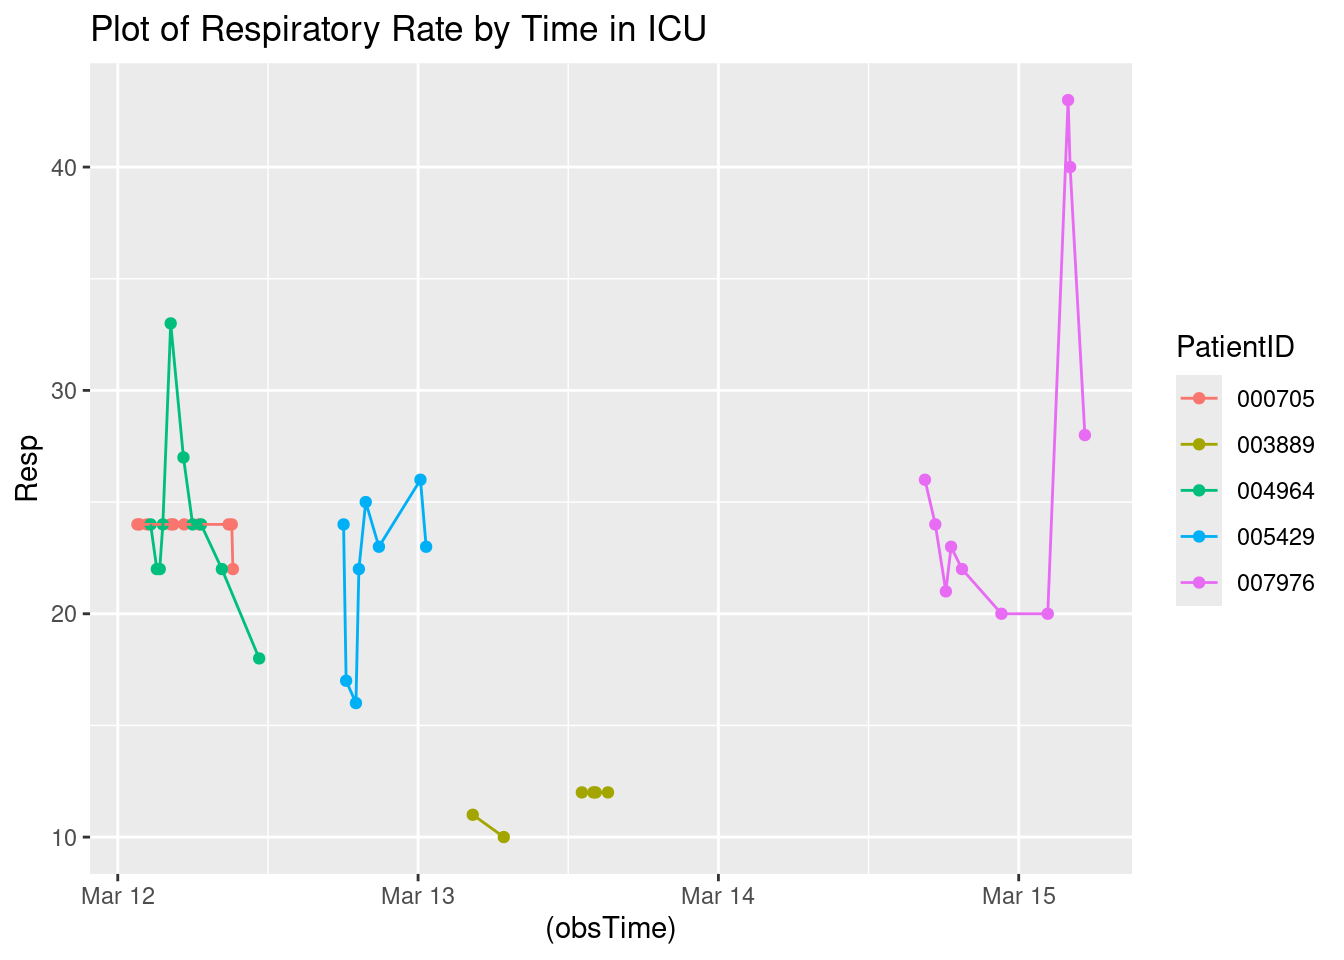 Plot of Respiratory Rate by Time in ICU
40
30
20
10
Resp
Mar 12
Mar 13
Mar 14
Mar 15
(obsTime)
PatientID
000705
003889
004964
005429
007976